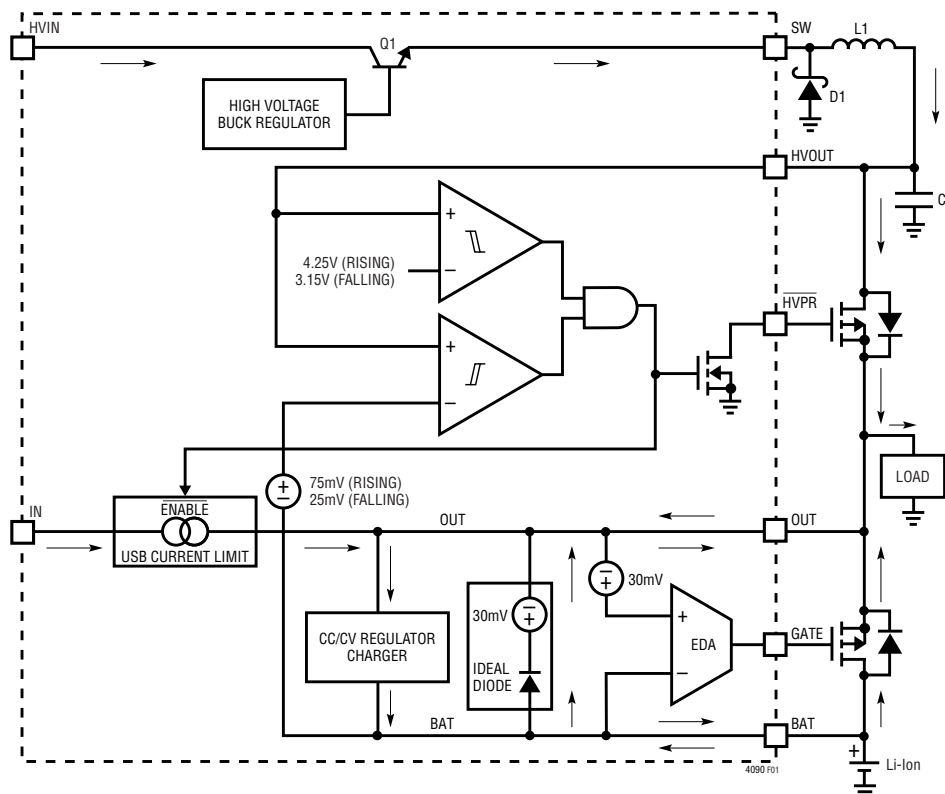 HVIN
Q1
SW
L1
HIGH VOLTAGE
BUCK REGULATOR
D1
HVOUT
C
+
4.25V (RISING)
3.15V (FALLING)
−
HVPR
+
−
75mV (RISING)
25mV (FALLING)
+
−
LOAD
IN
ENABLE
USB CURRENT LIMIT
OUT
OUT
−
+
30mV
30mV
−
+
+
EDA
−
GATE
CC/CV REGULATOR
CHARGER
IDEAL
DIODE
BAT
BAT
+
Li-Ion
4090 F01